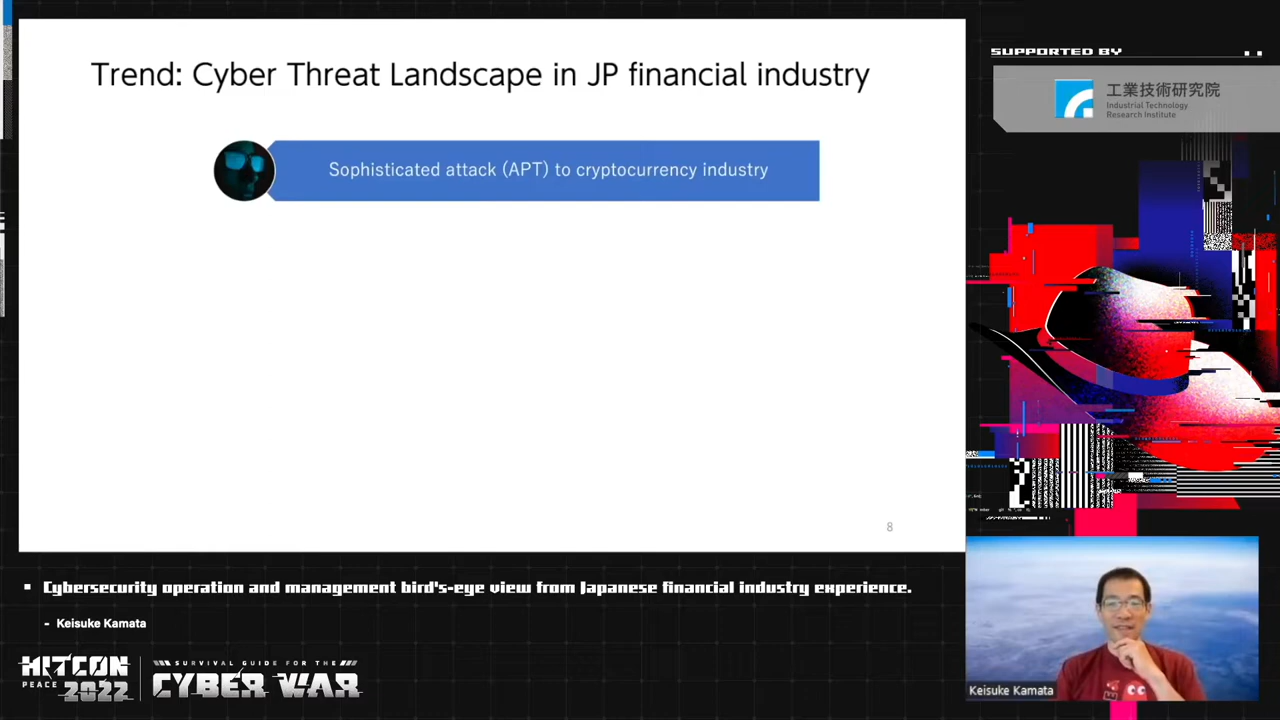 Trend: Cyber Threat Landscape in JP financial industry
Sophisticated attack (APT) to cryptocurrency industry
8
SUPPORTED BY
工業技術研究院
Industrial Technology
Research Institute
Cybersecurity operation and management bird's-eye view from Japanese financial industry experience.
- Keisuke Kamata
HITCON
PEACE 2022
SURVIVAL GUIDE FOR THE
CYBER WAR
Keisuke Kamata